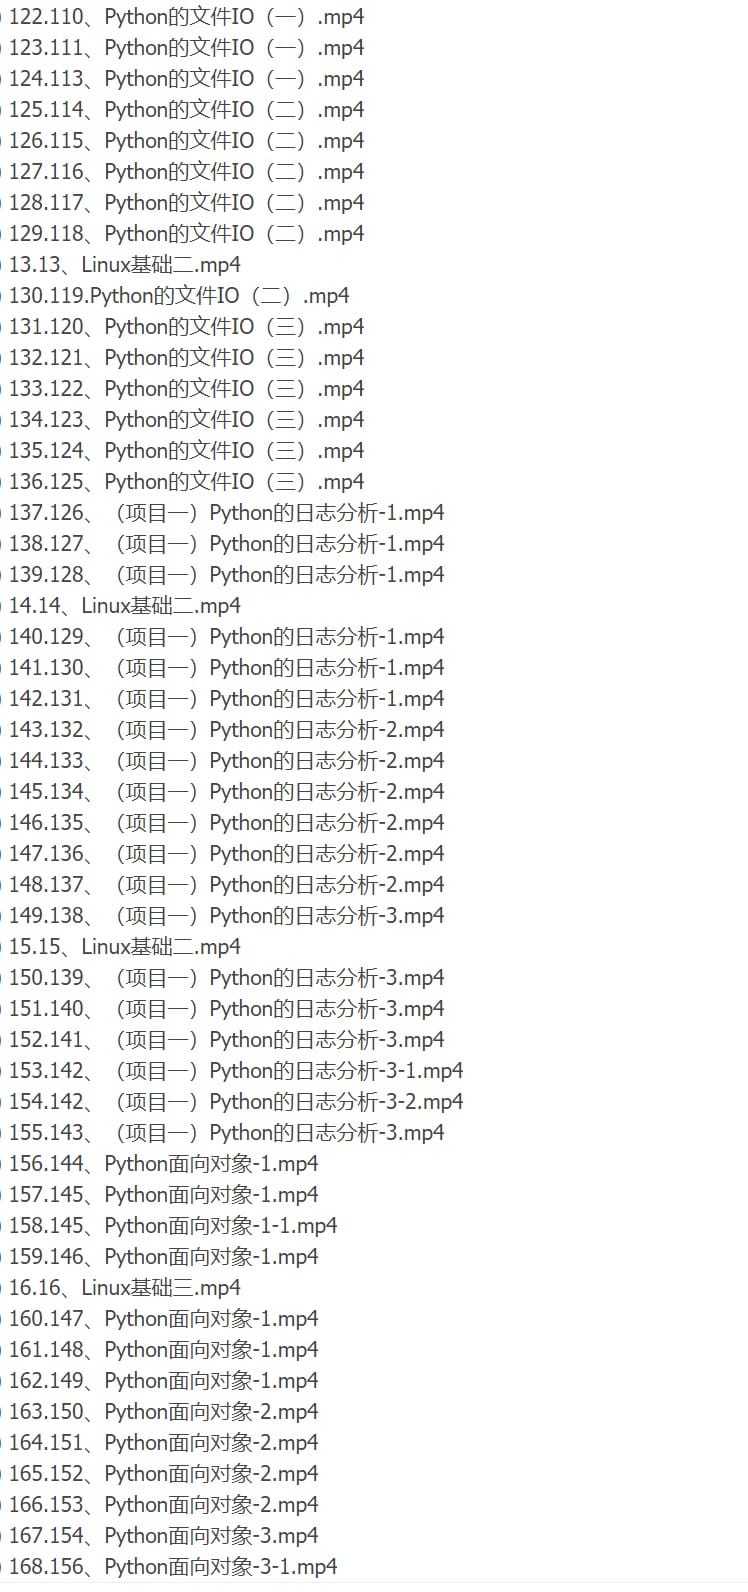 122.110、Python的文件IO（一）.mp4
123.111、Python的文件IO（一）.mp4
124.113、Python的文件IO（一）.mp4
125.114、Python的文件IO（二）.mp4
126.115、Python的文件IO（二）.mp4
127.116、Python的文件IO（二）.mp4
128.117、Python的文件IO（二）.mp4
129.118、Python的文件IO（二）.mp4
13.13、Linux基础二.mp4
130.119.Python的文件IO（二）.mp4
131.120、Python的文件IO（三）.mp4
132.121、Python的文件IO（三）.mp4
133.122、Python的文件IO（三）.mp4
134.123、Python的文件IO（三）.mp4
135.124、Python的文件IO（三）.mp4
136.125、Python的文件IO（三）.mp4
137.126、（项目一）Python的日志分析-1.mp4
138.127、（项目一）Python的日志分析-1.mp4
139.128、（项目一）Python的日志分析-1.mp4
14.14、Linux基础二.mp4
140.129、（项目一）Python的日志分析-1.mp4
141.130、（项目一）Python的日志分析-1.mp4
142.131、（项目一）Python的日志分析-1.mp4
143.132、（项目一）Python的日志分析-2.mp4
144.133、（项目一）Python的日志分析-2.mp4
145.134、（项目一）Python的日志分析-2.mp4
146.135、（项目一）Python的日志分析-2.mp4
147.136、（项目一）Python的日志分析-2.mp4
148.137、（项目一）Python的日志分析-2.mp4
149.138、（项目一）Python的日志分析-3.mp4
15.15、Linux基础二.mp4
150.139、（项目一）Python的日志分析-3.mp4
151.140、（项目一）Python的日志分析-3.mp4
152.141、（项目一）Python的日志分析-3.mp4
153.142、（项目一）Python的日志分析-3-1.mp4
154.142、（项目一）Python的日志分析-3-2.mp4
155.143、（项目一）Python的日志分析-3.mp4
156.144、Python面向对象-1.mp4
157.145、Python面向对象-1.mp4
158.145、Python面向对象-1-1.mp4
159.146、Python面向对象-1.mp4
16.16、Linux基础三.mp4
160.147、Python面向对象-1.mp4
161.148、Python面向对象-1.mp4
162.149、Python面向对象-1.mp4
163.150、Python面向对象-2.mp4
164.151、Python面向对象-2.mp4
165.152、Python面向对象-2.mp4
166.153、Python面向对象-2.mp4
167.154、Python面向对象-3.mp4
168.156、Python面向对象-3-1.mp4